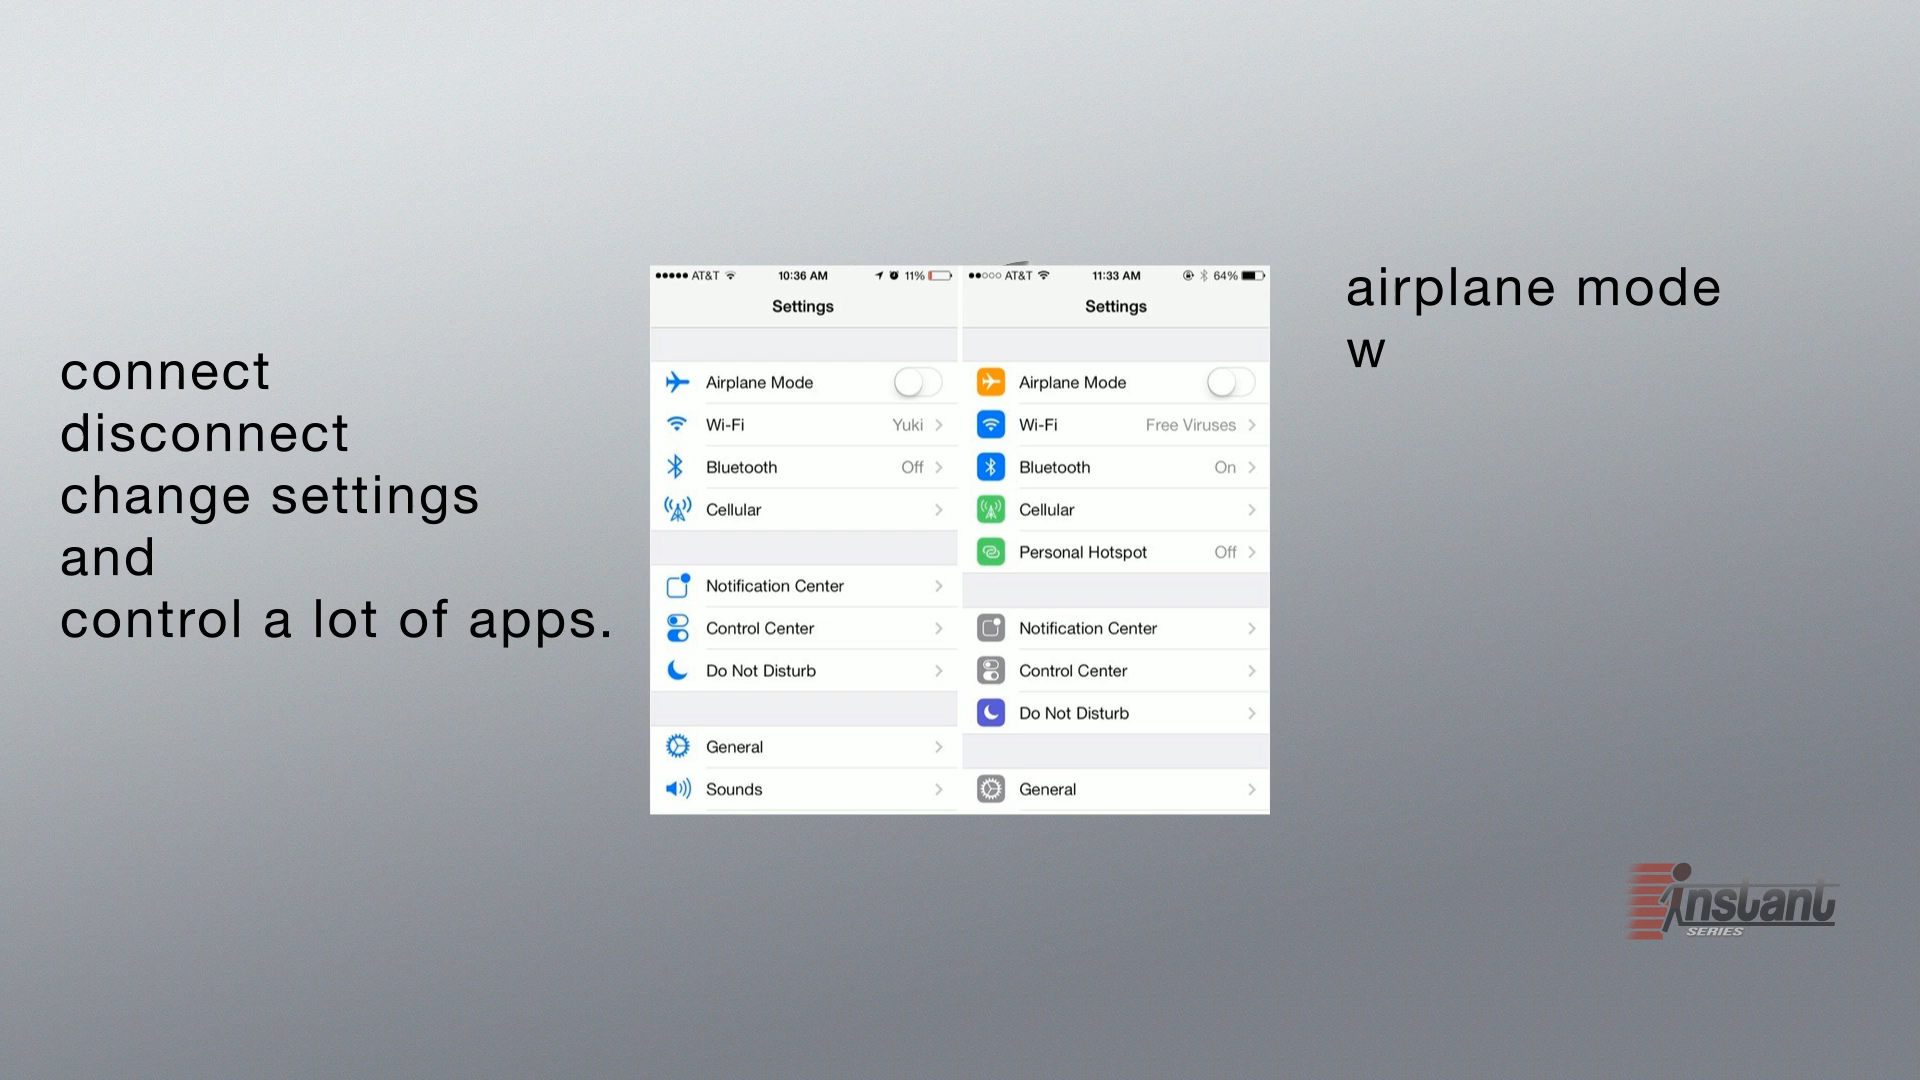 connect
disconnect
change settings
and
control a lot of apps.
AT&T 10:36 AM 11%
Settings
Airplane Mode
Wi-Fi Yuki
Bluetooth Off
Cellular
Notification Center
Control Center
Do Not Disturb
General
Sounds
AT&T 11:33 AM 64%
Settings
Airplane Mode
Wi-Fi Free Viruses
Bluetooth On
Cellular
Personal Hotspot Off
Notification Center
Control Center
Do Not Disturb
General
airplane mode
w
instant
SERIES